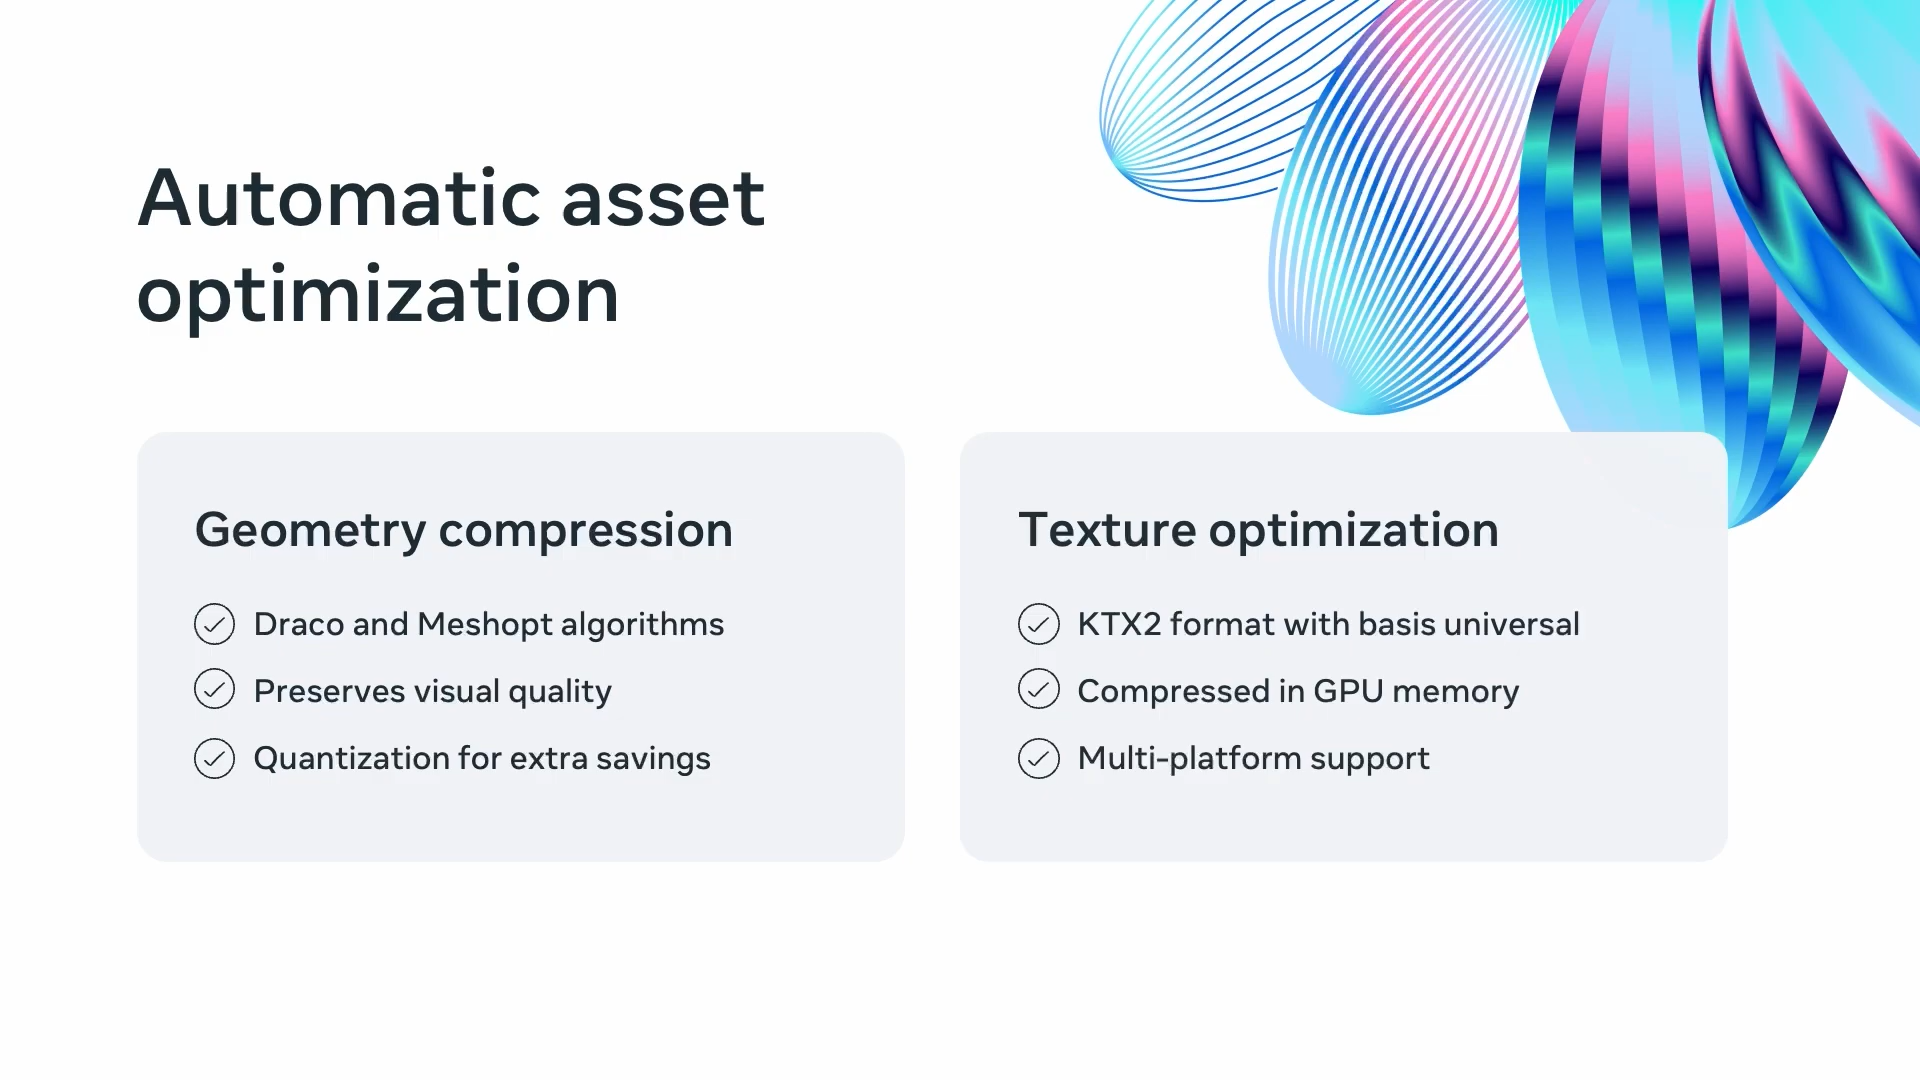 Automatic asset
optimization
Geometry compression
Draco and Meshopt algorithms
Preserves visual quality
Quantization for extra savings
Texture optimization
KTX2 format with basis universal
Compressed in GPU memory
Multi-platform support